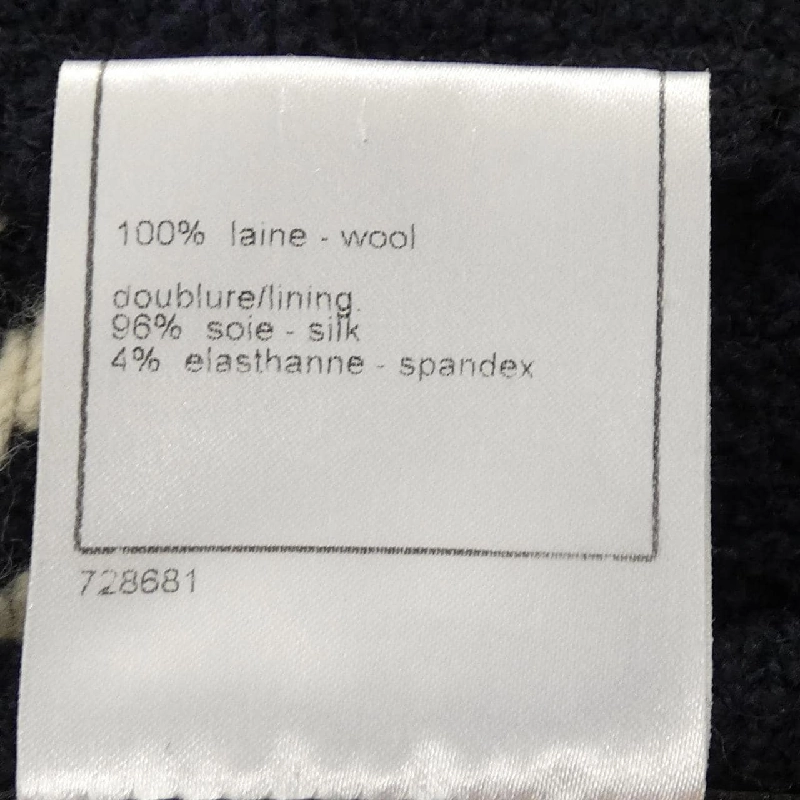 100% laine - wool
doublure/lining
96% soie - silk
4% elasthanne - spandex
728681